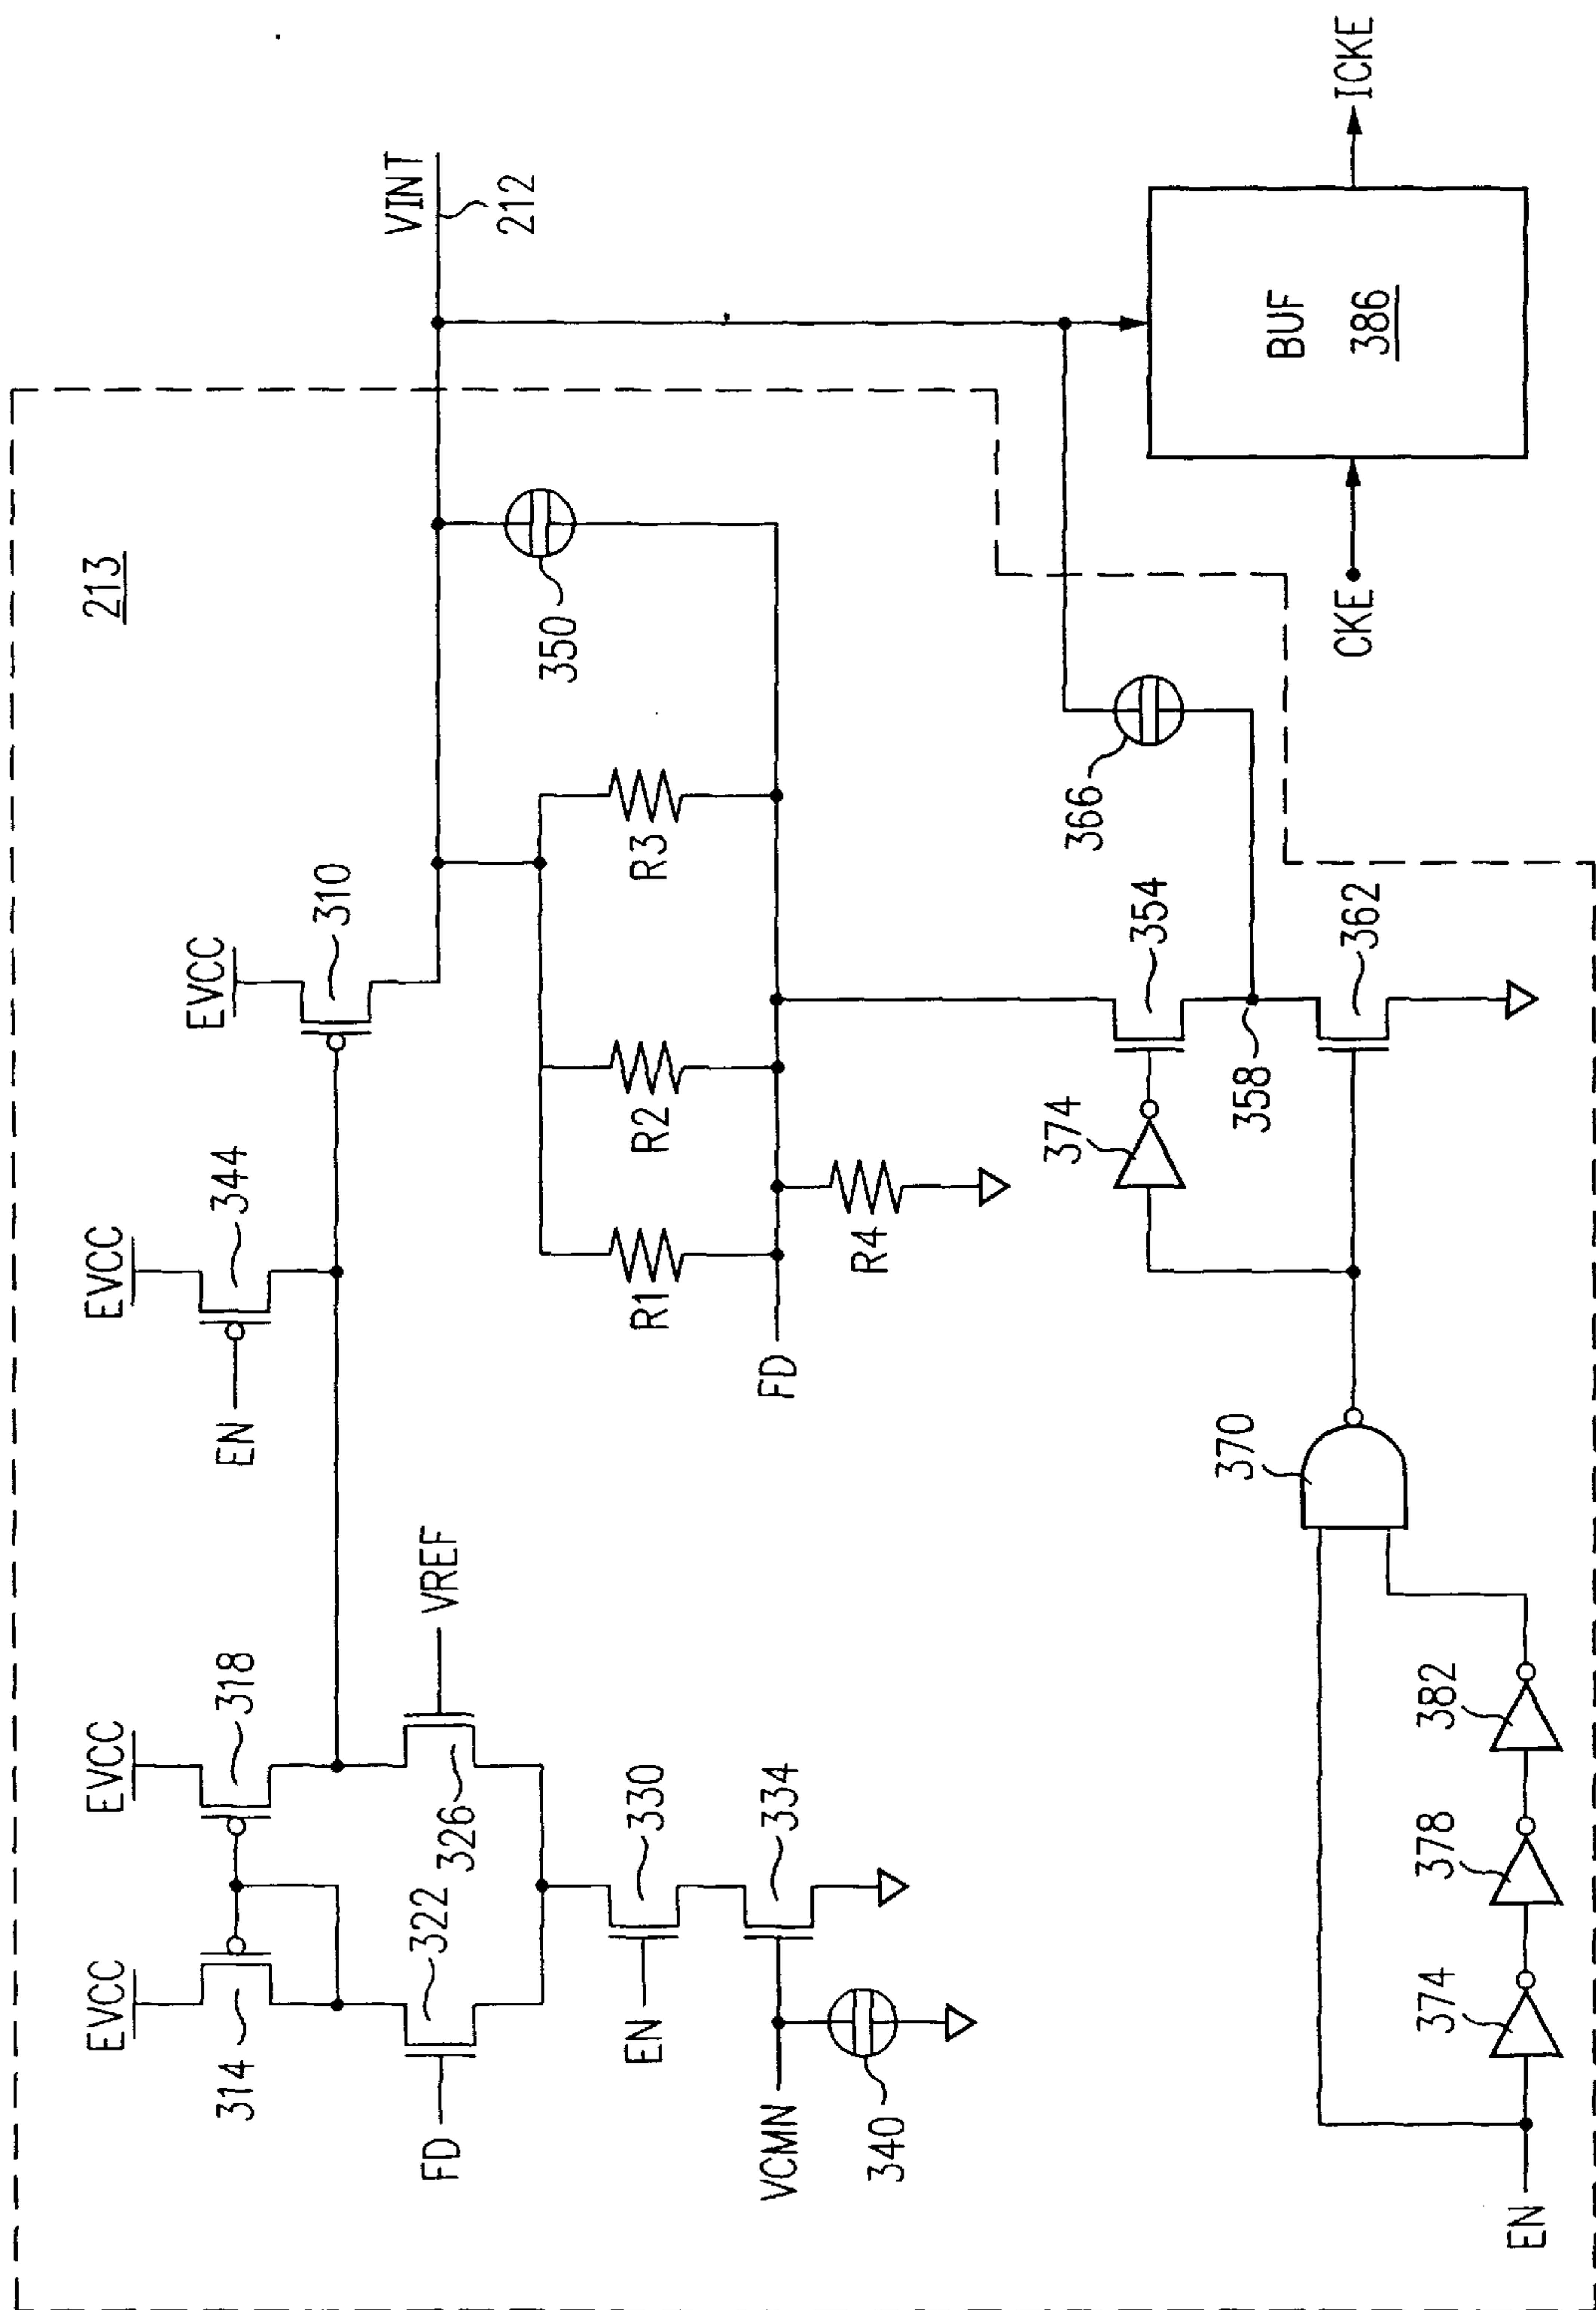 213
EVCC
EVCC
EVCC
EVCC
314
318
344
310
EN
VINT
212
FD
322
326
VREF
EN
330
VCMN
334
340
R1
R2
R3
350
FD
R4
374
354
366
358
362
370
EN
374
378
382
CKE
BUF
386
ICKE